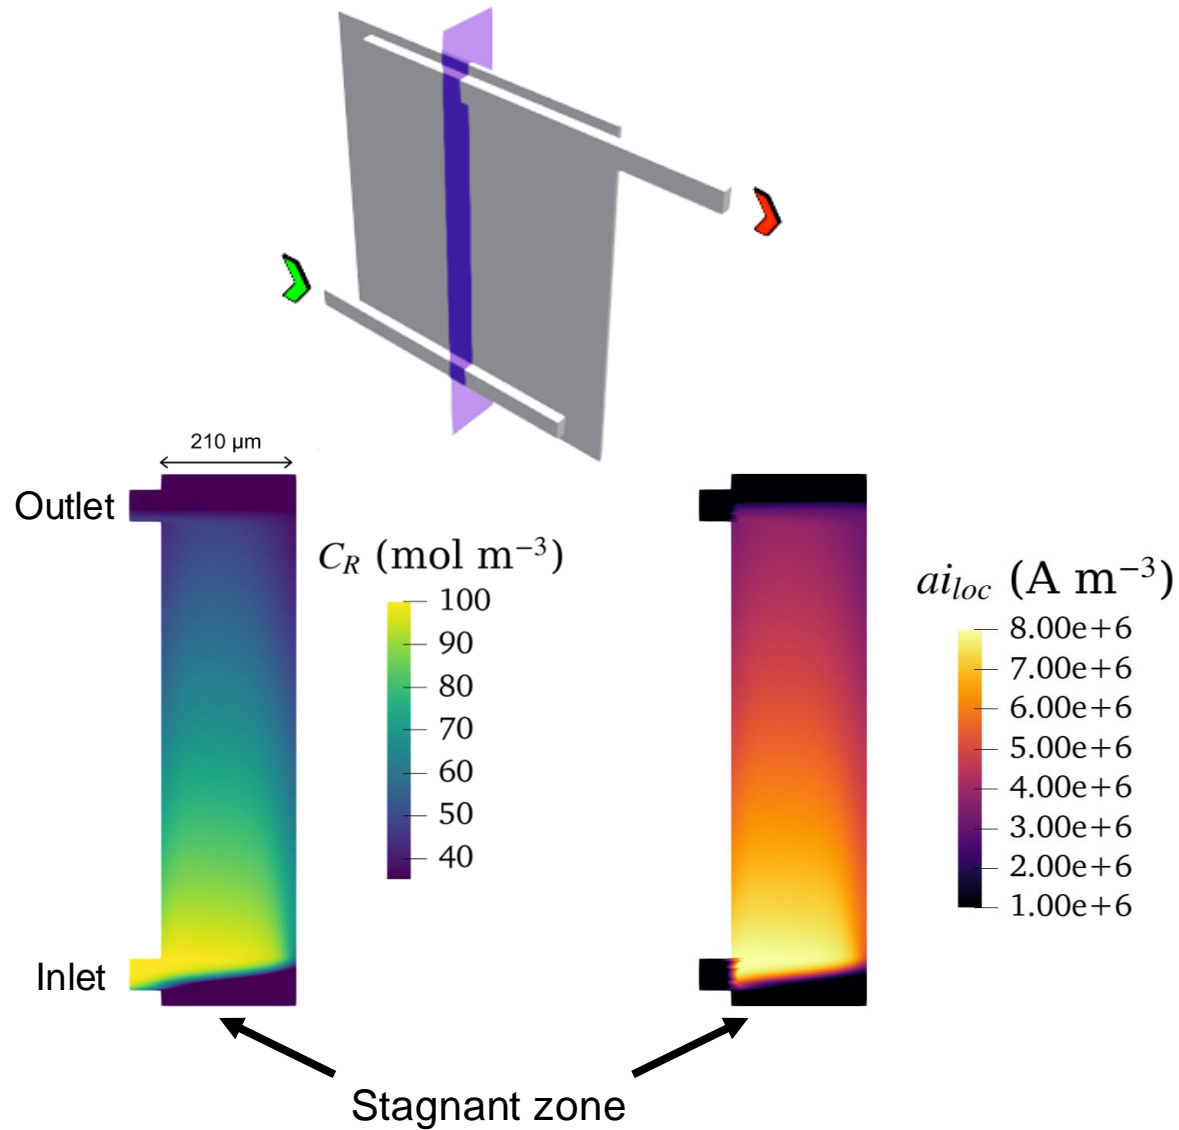 210 μm
Outlet
C_R (mol m⁻³)
100
90
80
70
60
50
40
Inlet
ai_loc (A m⁻³)
8.00e+6
7.00e+6
6.00e+6
5.00e+6
4.00e+6
3.00e+6
2.00e+6
1.00e+6
Stagnant zone